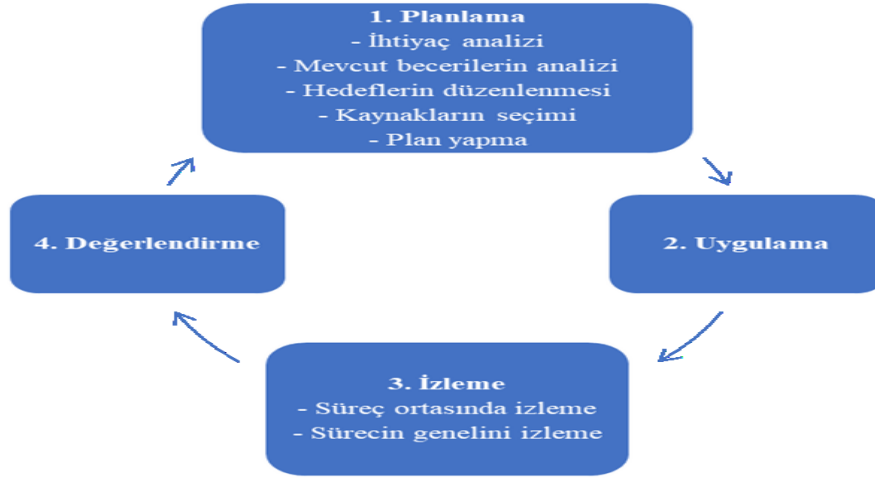 1. Planlama
- İhtiyaç analizi
- Mevcut becerilerin analizi
- Hedeflerin düzenlenmesi
- Kaynakların seçimi
- Plan yapma
2. Uygulama
3. İzleme
- Süreç ortasında izleme
- Sürecin genelini izleme
4. Değerlendirme